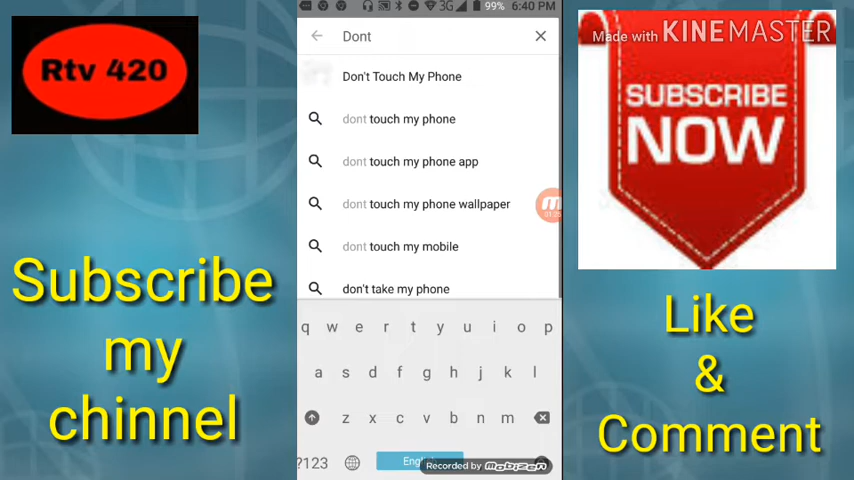 Rtv 420
Subscribe
my
chinnel
3G 99% 6:40 PM
Dont
Don't Touch My Phone
dont touch my phone
dont touch my phone app
dont touch my phone wallpaper
dont touch my mobile
don't take my phone
q w e r t y u i o p
a s d f g h j k l
z x c v b n m
?123
Recorded by MOBIZEN
Made with KINEMASTER
SUBSCRIBE
NOW
Like
&
Comment